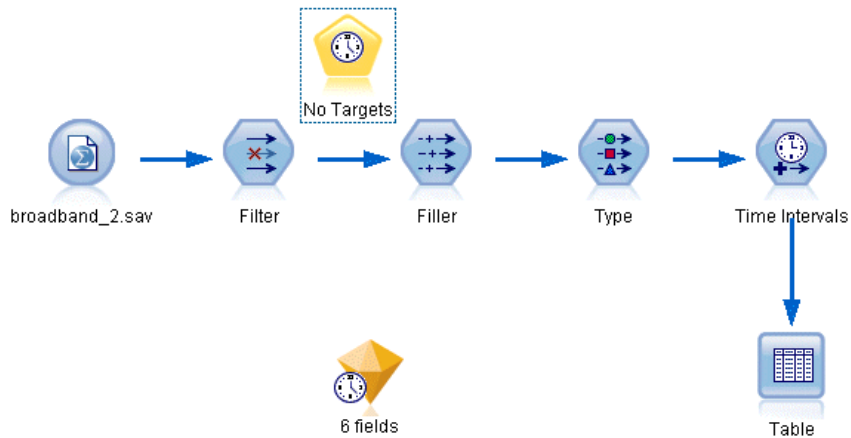 No Targets
broadband_2.sav
Filter
Filler
Type
Time Intervals
6 fields
Table